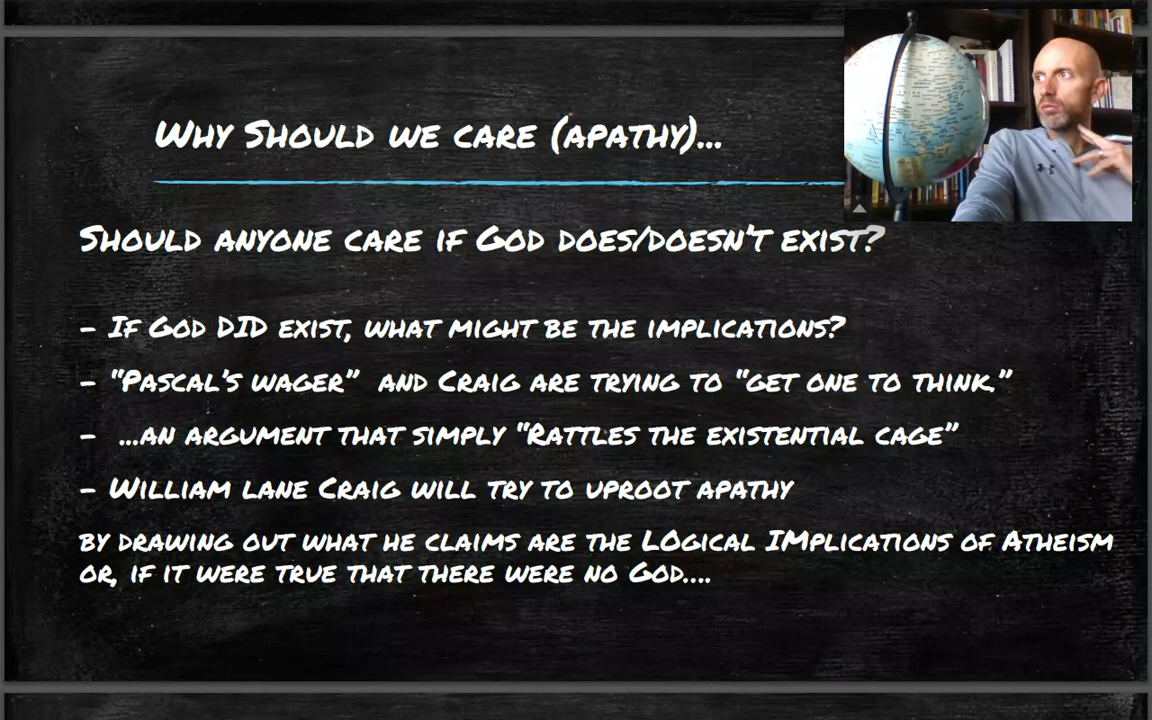 Why Should we care (apathy)...
Should anyone care if God does/doesn't exist?
- If God DID exist, what might be the implications?
- "Pascal's wager" and Craig are trying to "get one to think."
- ...an argument that simply "Rattles the existential cage"
- William lane Craig will try to uproot apathy
by drawing out what he claims are the LOgical IMplications of Atheism
or, if it were true that there were no God....